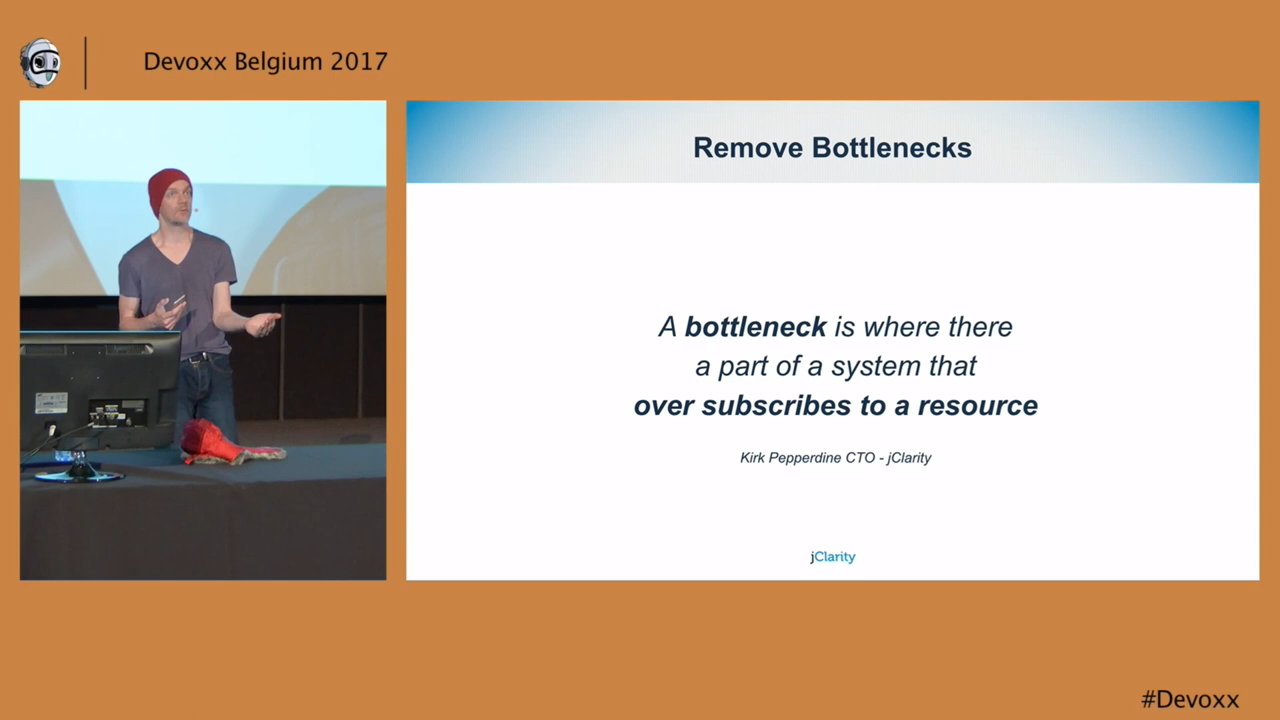 Devoxx Belgium 2017
Remove Bottlenecks
A bottleneck is where there
a part of a system that
over subscribes to a resource
Kirk Pepperdine CTO - jClarity
jClarity
#Devoxx